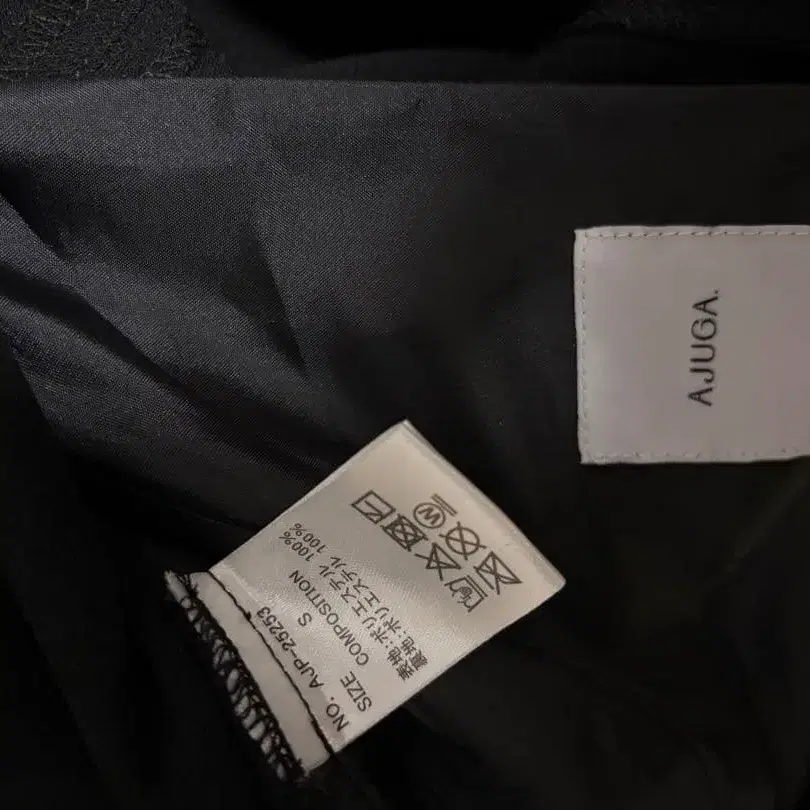 AJUGA.
NO. AJP-25253
SIZE S
COMPOSITION
表地:ポリエステル 100%
裏地:ポリエステル 100%
W